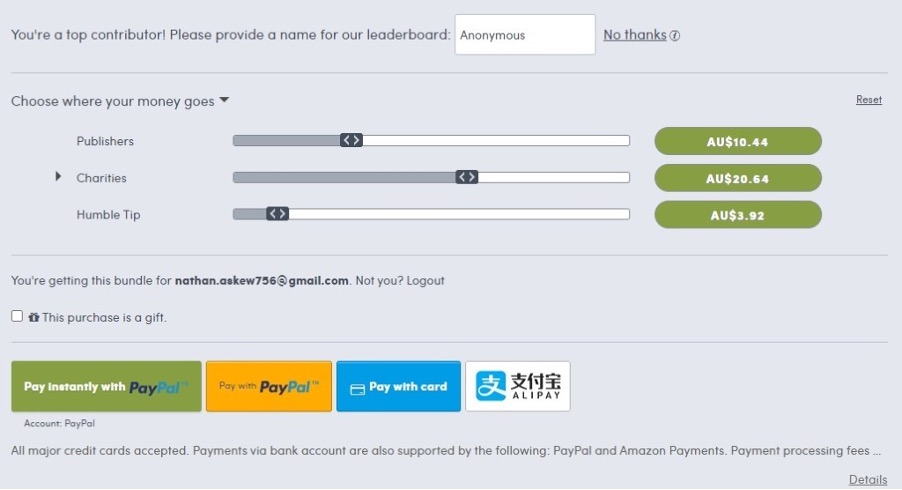 You're a top contributor! Please provide a name for our leaderboard: Anonymous No thanks
Choose where your money goes
Reset
Publishers AU$10.44
Charities AU$20.64
Humble Tip AU$3.92
You're getting this bundle for nathan.askew756@gmail.com. Not you? Logout
This purchase is a gift.
Pay instantly with PayPal™ Pay with PayPal™ Pay with card 支 支付宝 ALIPAY
Account: PayPal
All major credit cards accepted. Payments via bank account are also supported by the following: PayPal and Amazon Payments. Payment processing fees ...
Details